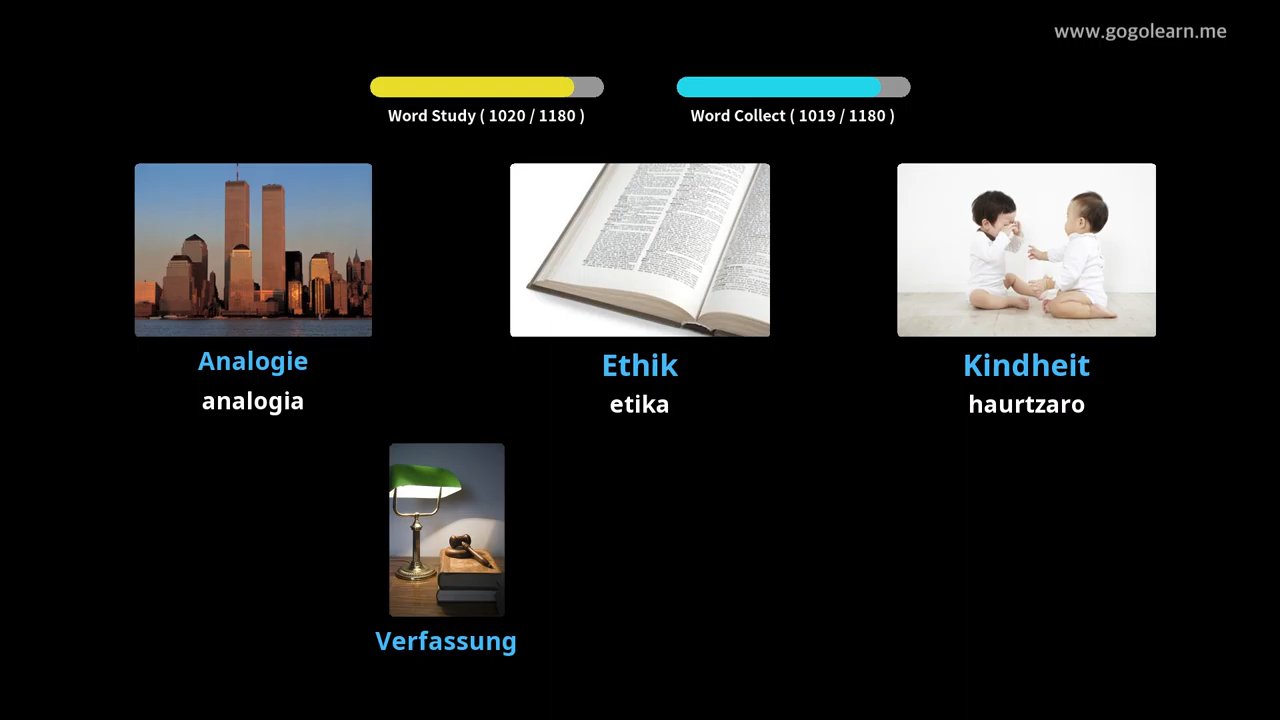 www.gogolearn.me
Word Study ( 1020 / 1180 )
Word Collect ( 1019 / 1180 )
Analogie
analogia
Ethik
etika
Kindheit
haurtzaro
Verfassung